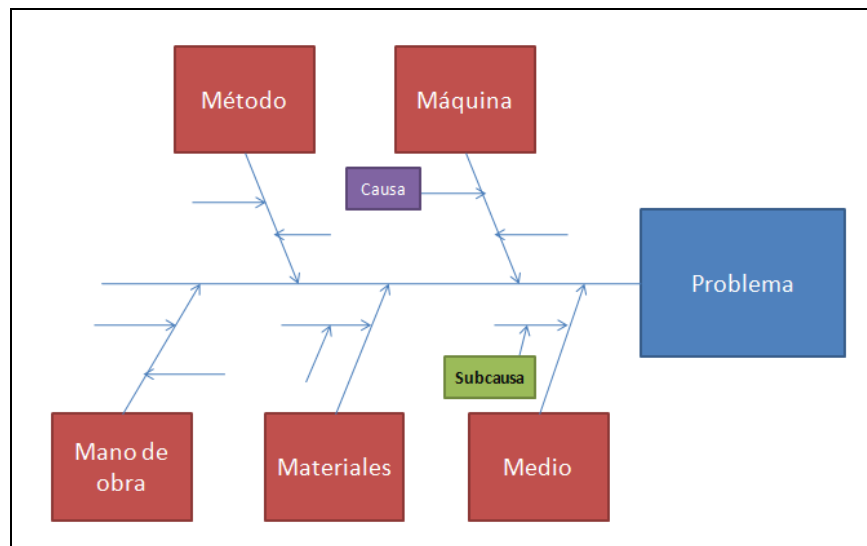 Método
Máquina
Causa
Problema
Subcausa
Mano de
obra
Materiales
Medio